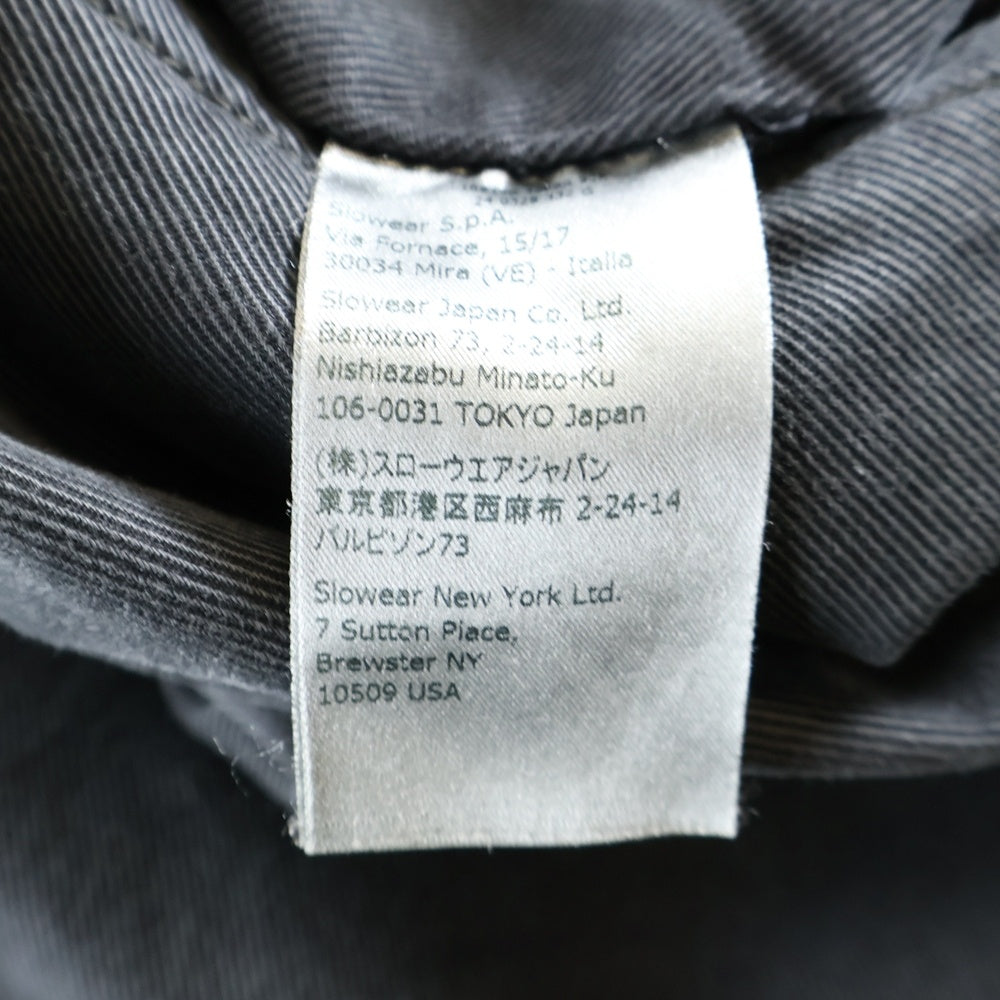 Slowear S.p.A.
Via Fornace, 15/17
30034 Mira (VE) - Italia
Slowear Japan Co. Ltd.
Barbizon 73, 2-24-14
Nishiazabu Minato-Ku
106-0031 TOKYO Japan
(株)スローウエアジャパン
東京都港区西麻布 2-24-14
バルビゾン73
Slowear New York Ltd.
7 Sutton Place,
Brewster NY
10509 USA